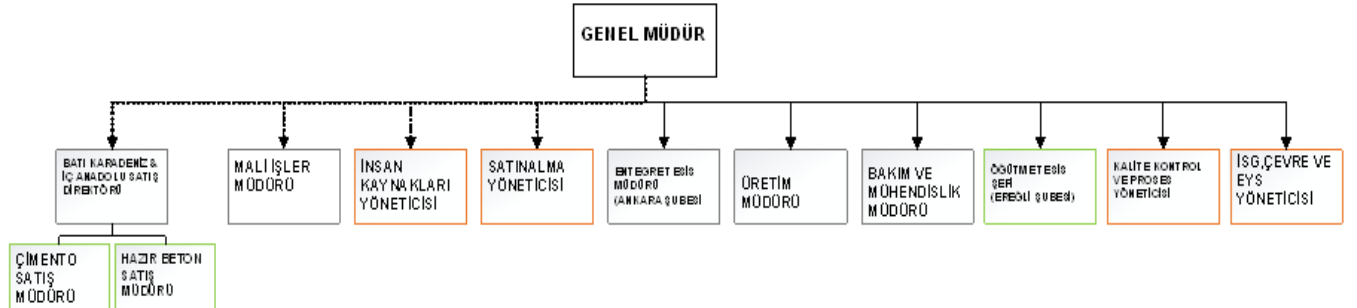 GENEL MÜDÜR
BATI KARADENİZ &
İÇ ANADOLU SATIŞ
DİREKTÖRÜ
MALİ İŞLER
MÜDÜRÜ
İNSAN
KAYNAKLARI
YÖNETİCİSİ
SATINALMA
YÖNETİCİSİ
ENTEGRE TESİS
MÜDÜRÜ
(ANKARA ŞUBESİ
ÜRETİM
MÜDÜRÜ
BAKIM VE
MÜHENDİSLİK
MÜDÜRÜ
ÖĞÜTME TESİS
ŞEFİ
(EREĞLİ ŞUBESİ)
KALİTE KONTROL
VE PROSES
YÖNETİCİSİ
İSG,ÇEVRE VE
EYS
YÖNETİCİSİ
ÇİMENTO
SATIŞ
MÜDÜRÜ
HAZIR BETON
SATIŞ
MÜDÜRÜ